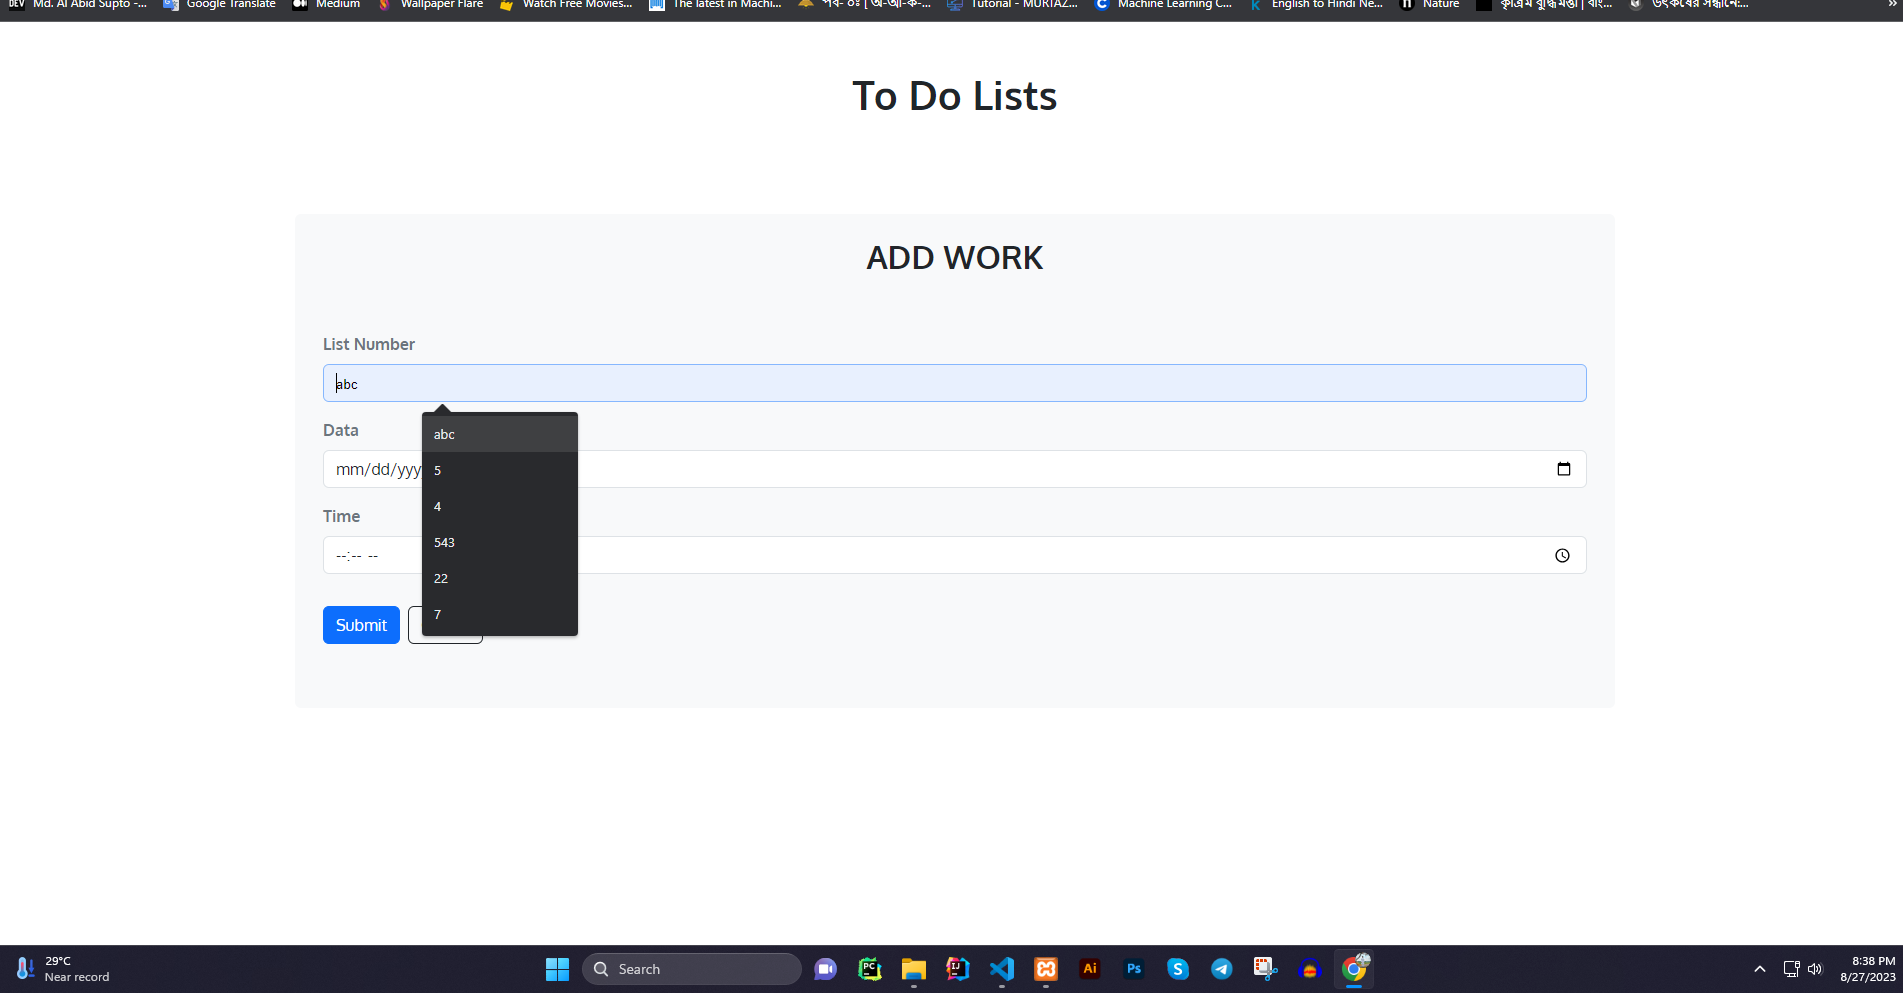 Md. Al Abid Supto -... Google Translate Medium Wallpaper Flare Watch Free Movies... The latest in Machi... পর্ব- ০ঃ [ অ-আ-ক-... Tutorial - MURTAZ... Machine Learning C... English to Hindi Ne... Nature কৃত্রিম বুদ্ধিমত্তা | বাং... উৎকর্ষের সন্ধানে:...
To Do Lists
ADD WORK
List Number
abc
abc
Data
mm/dd/yyy
5
4
Time
543
--:-- --
22
7
Submit
29°C
Near record
Search
8:38 PM
8/27/2023